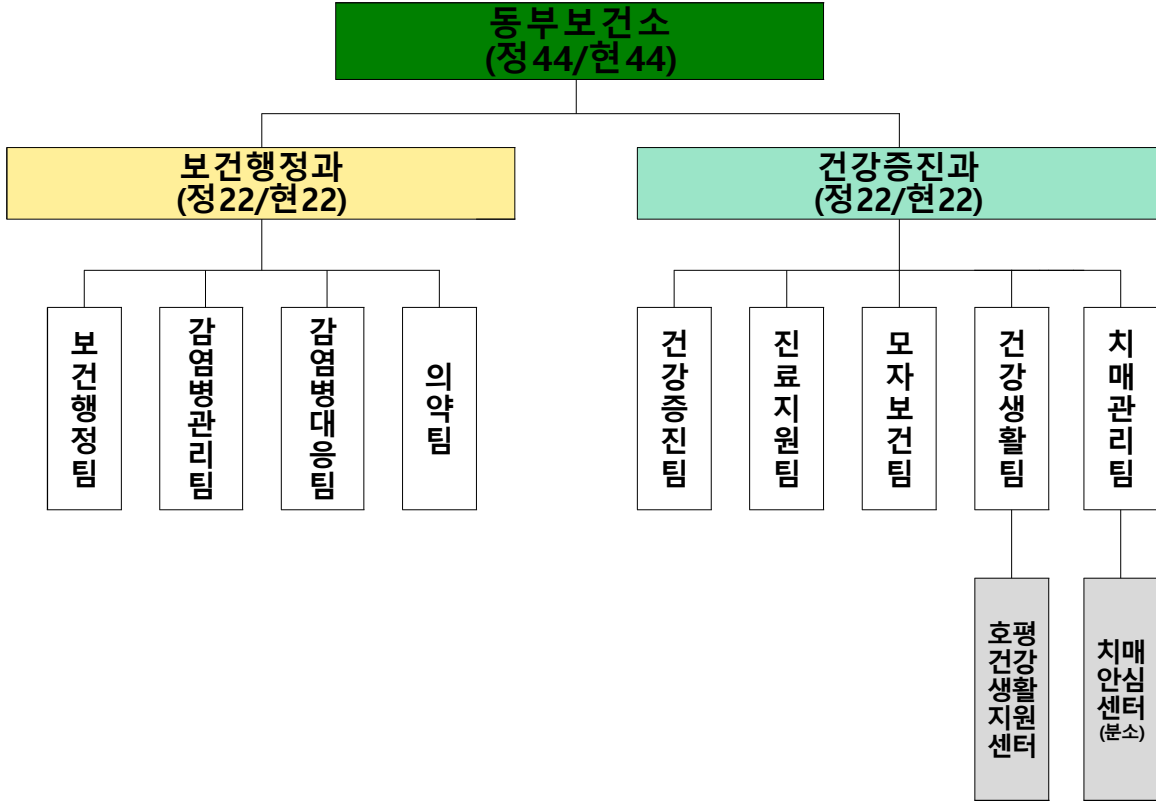 동부보건소
(정44/현44)
보건행정과
(정22/현22)
건강증진과
(정22/현22)
보건행정팀
감염병관리팀
감염병대응팀
의약팀
건강증진팀
진료지원팀
모자보건팀
건강생활팀
치매관리팀
호평
건강
생활
지원
센터
치매
안심
센터
(분소)